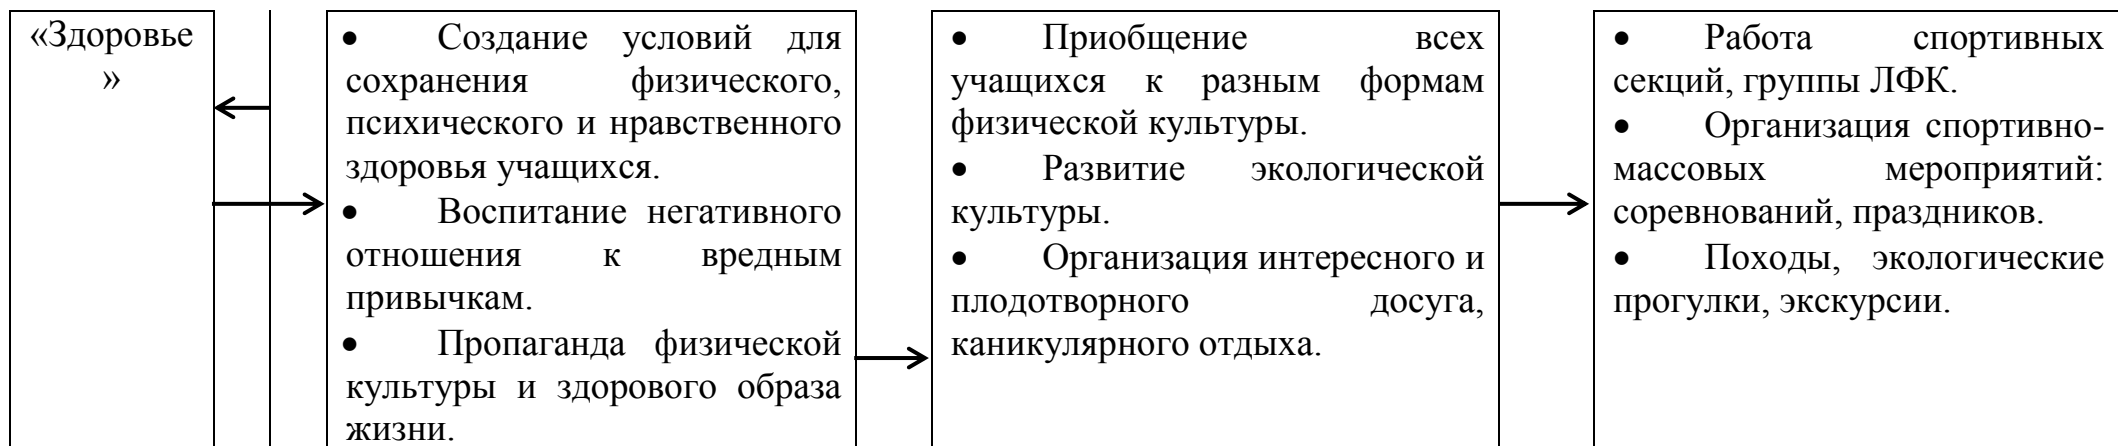 «Здоровье
»
• Создание условий для
сохранения физического,
психического и нравственного
здоровья учащихся.
• Воспитание негативного
отношения к вредным
привычкам.
• Пропаганда физической
культуры и здорового образа
жизни.
• Приобщение всех
учащихся к разным формам
физической культуры.
• Развитие экологической
культуры.
• Организация интересного и
плодотворного досуга,
каникулярного отдыха.
• Работа спортивных
секций, группы ЛФК.
• Организация спортивно-
массовых мероприятий:
соревнований, праздников.
• Походы, экологические
прогулки, экскурсии.